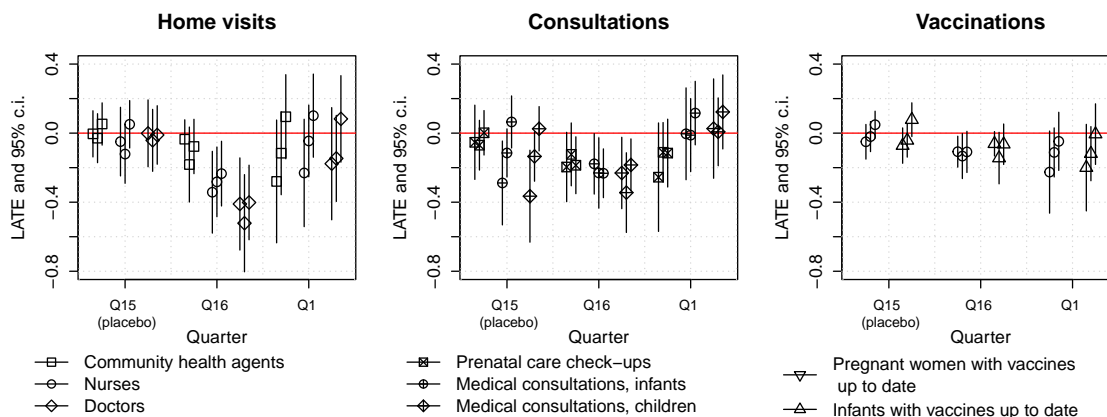 Home visits
Consultations
Vaccinations
LATE and 95% c.i.
0.4
0.0
−0.4
−0.8
Q15
(placebo)
Q16
Q1
Quarter
LATE and 95% c.i.
0.4
0.0
−0.4
−0.8
Q15
(placebo)
Q16
Q1
Quarter
LATE and 95% c.i.
0.4
0.0
−0.4
−0.8
Q15
(placebo)
Q16
Q1
Quarter
Community health agents
Nurses
Doctors
Prenatal care check−ups
Medical consultations, infants
Medical consultations, children
Pregnant women with vaccines
up to date
Infants with vaccines up to date